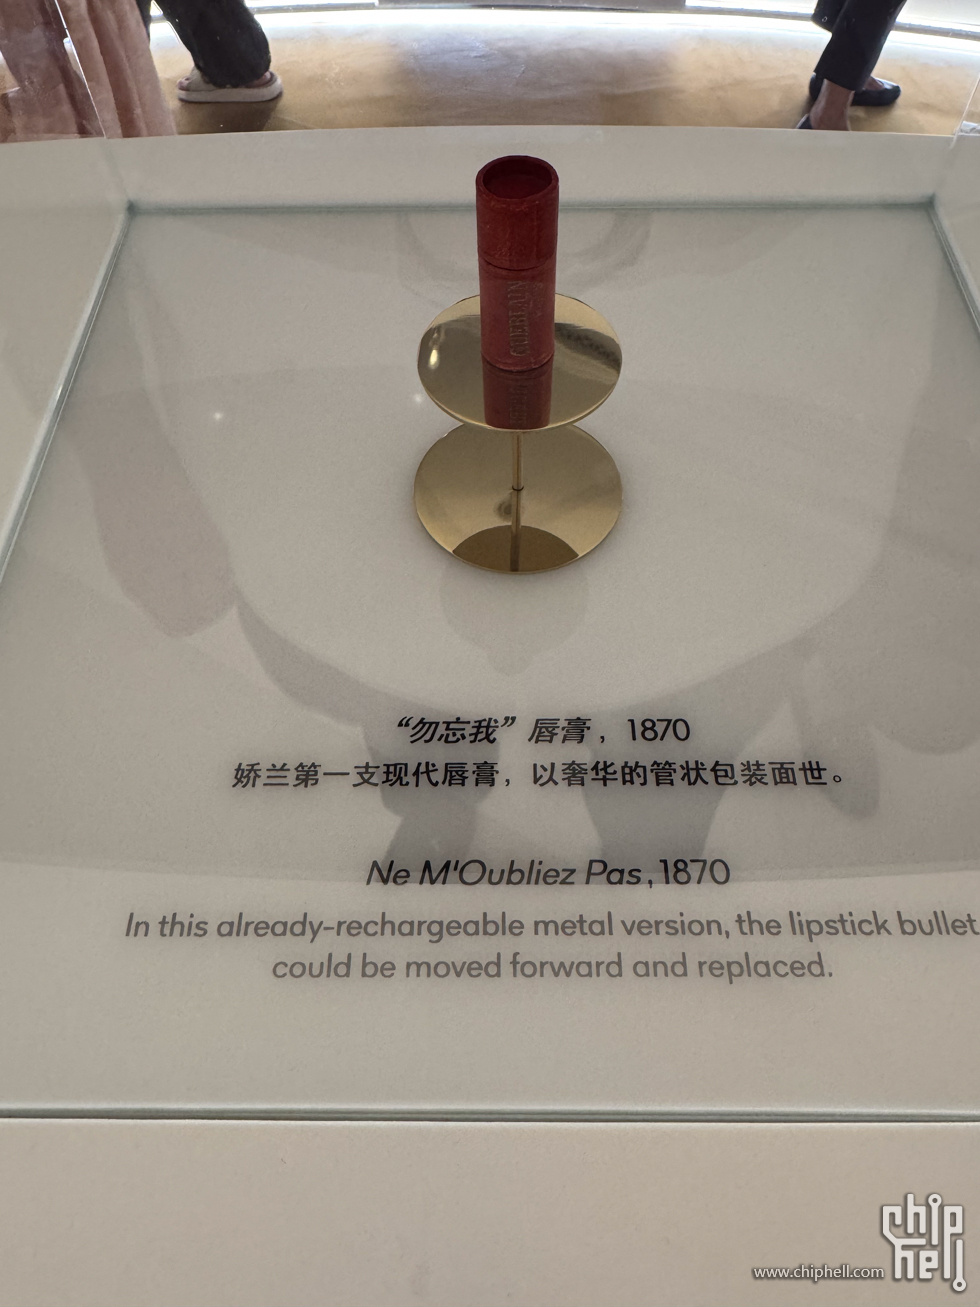 GUERLAIN
“勿忘我”唇膏，1870
娇兰第一支现代唇膏，以奢华的管状包装面世。
Ne M'Oubliez Pas, 1870
In this already-rechargeable metal version, the lipstick bullet
could be moved forward and replaced.
chip
hell
www.chiphell.com